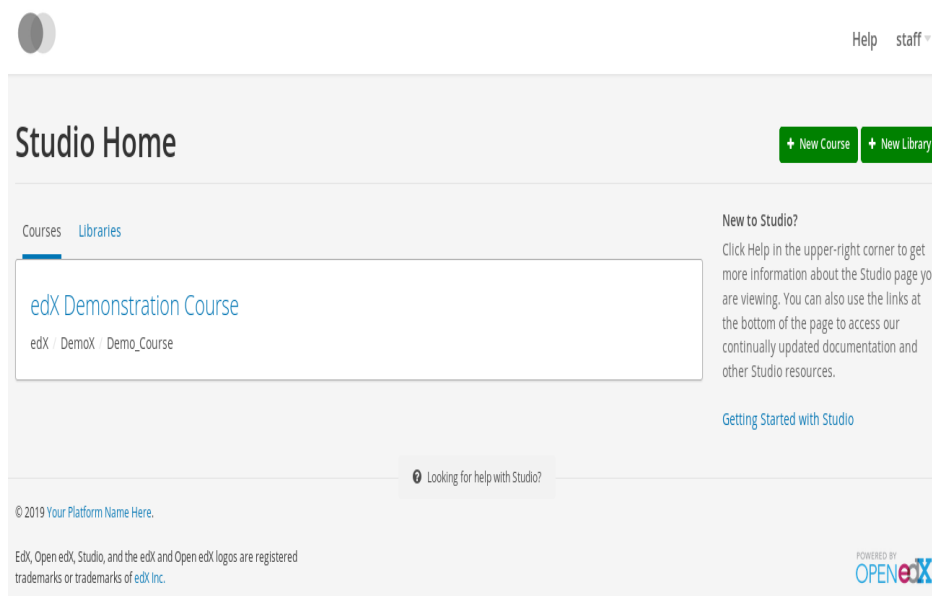 Help staff
Studio Home
+ New Course + New Library
Courses Libraries
edX Demonstration Course
edX / DemoX / Demo_Course
New to Studio?
Click Help in the upper-right corner to get
more information about the Studio page yo
are viewing. You can also use the links at
the bottom of the page to access our
continually updated documentation and
other Studio resources.
Getting Started with Studio
Looking for help with Studio?
© 2019 Your Platform Name Here.
EdX, Open edX, Studio, and the edX and Open edX logos are registered
trademarks or trademarks of edX Inc.
POWERED BY
OPEN edX